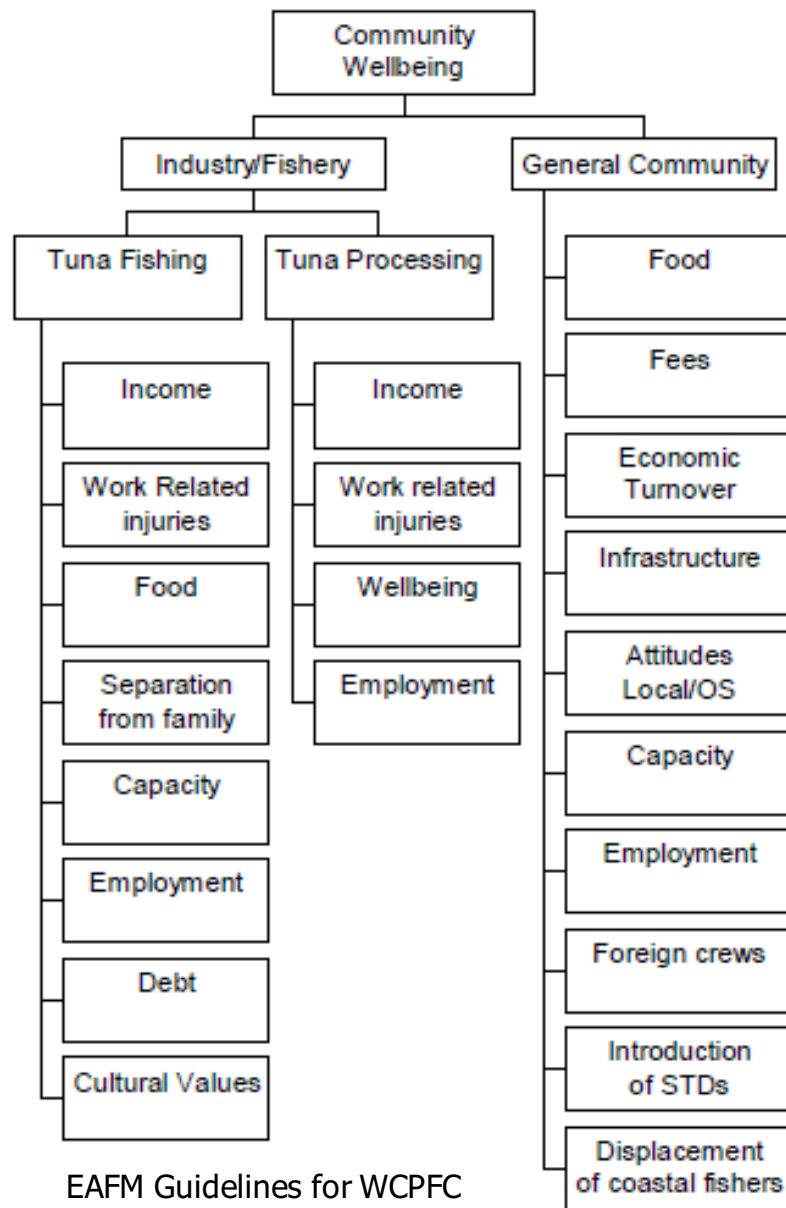 Community
Wellbeing
Industry/Fishery
General Community
Tuna Fishing
Tuna Processing
Income
Work Related
injuries
Food
Separation
from family
Capacity
Employment
Debt
Cultural Values
Income
Work related
injuries
Wellbeing
Employment
Food
Fees
Economic
Turnover
Infrastructure
Attitudes
Local/OS
Capacity
Employment
Foreign crews
Introduction
of STDs
Displacement
of coastal fishers
EAFM Guidelines for WCPFC